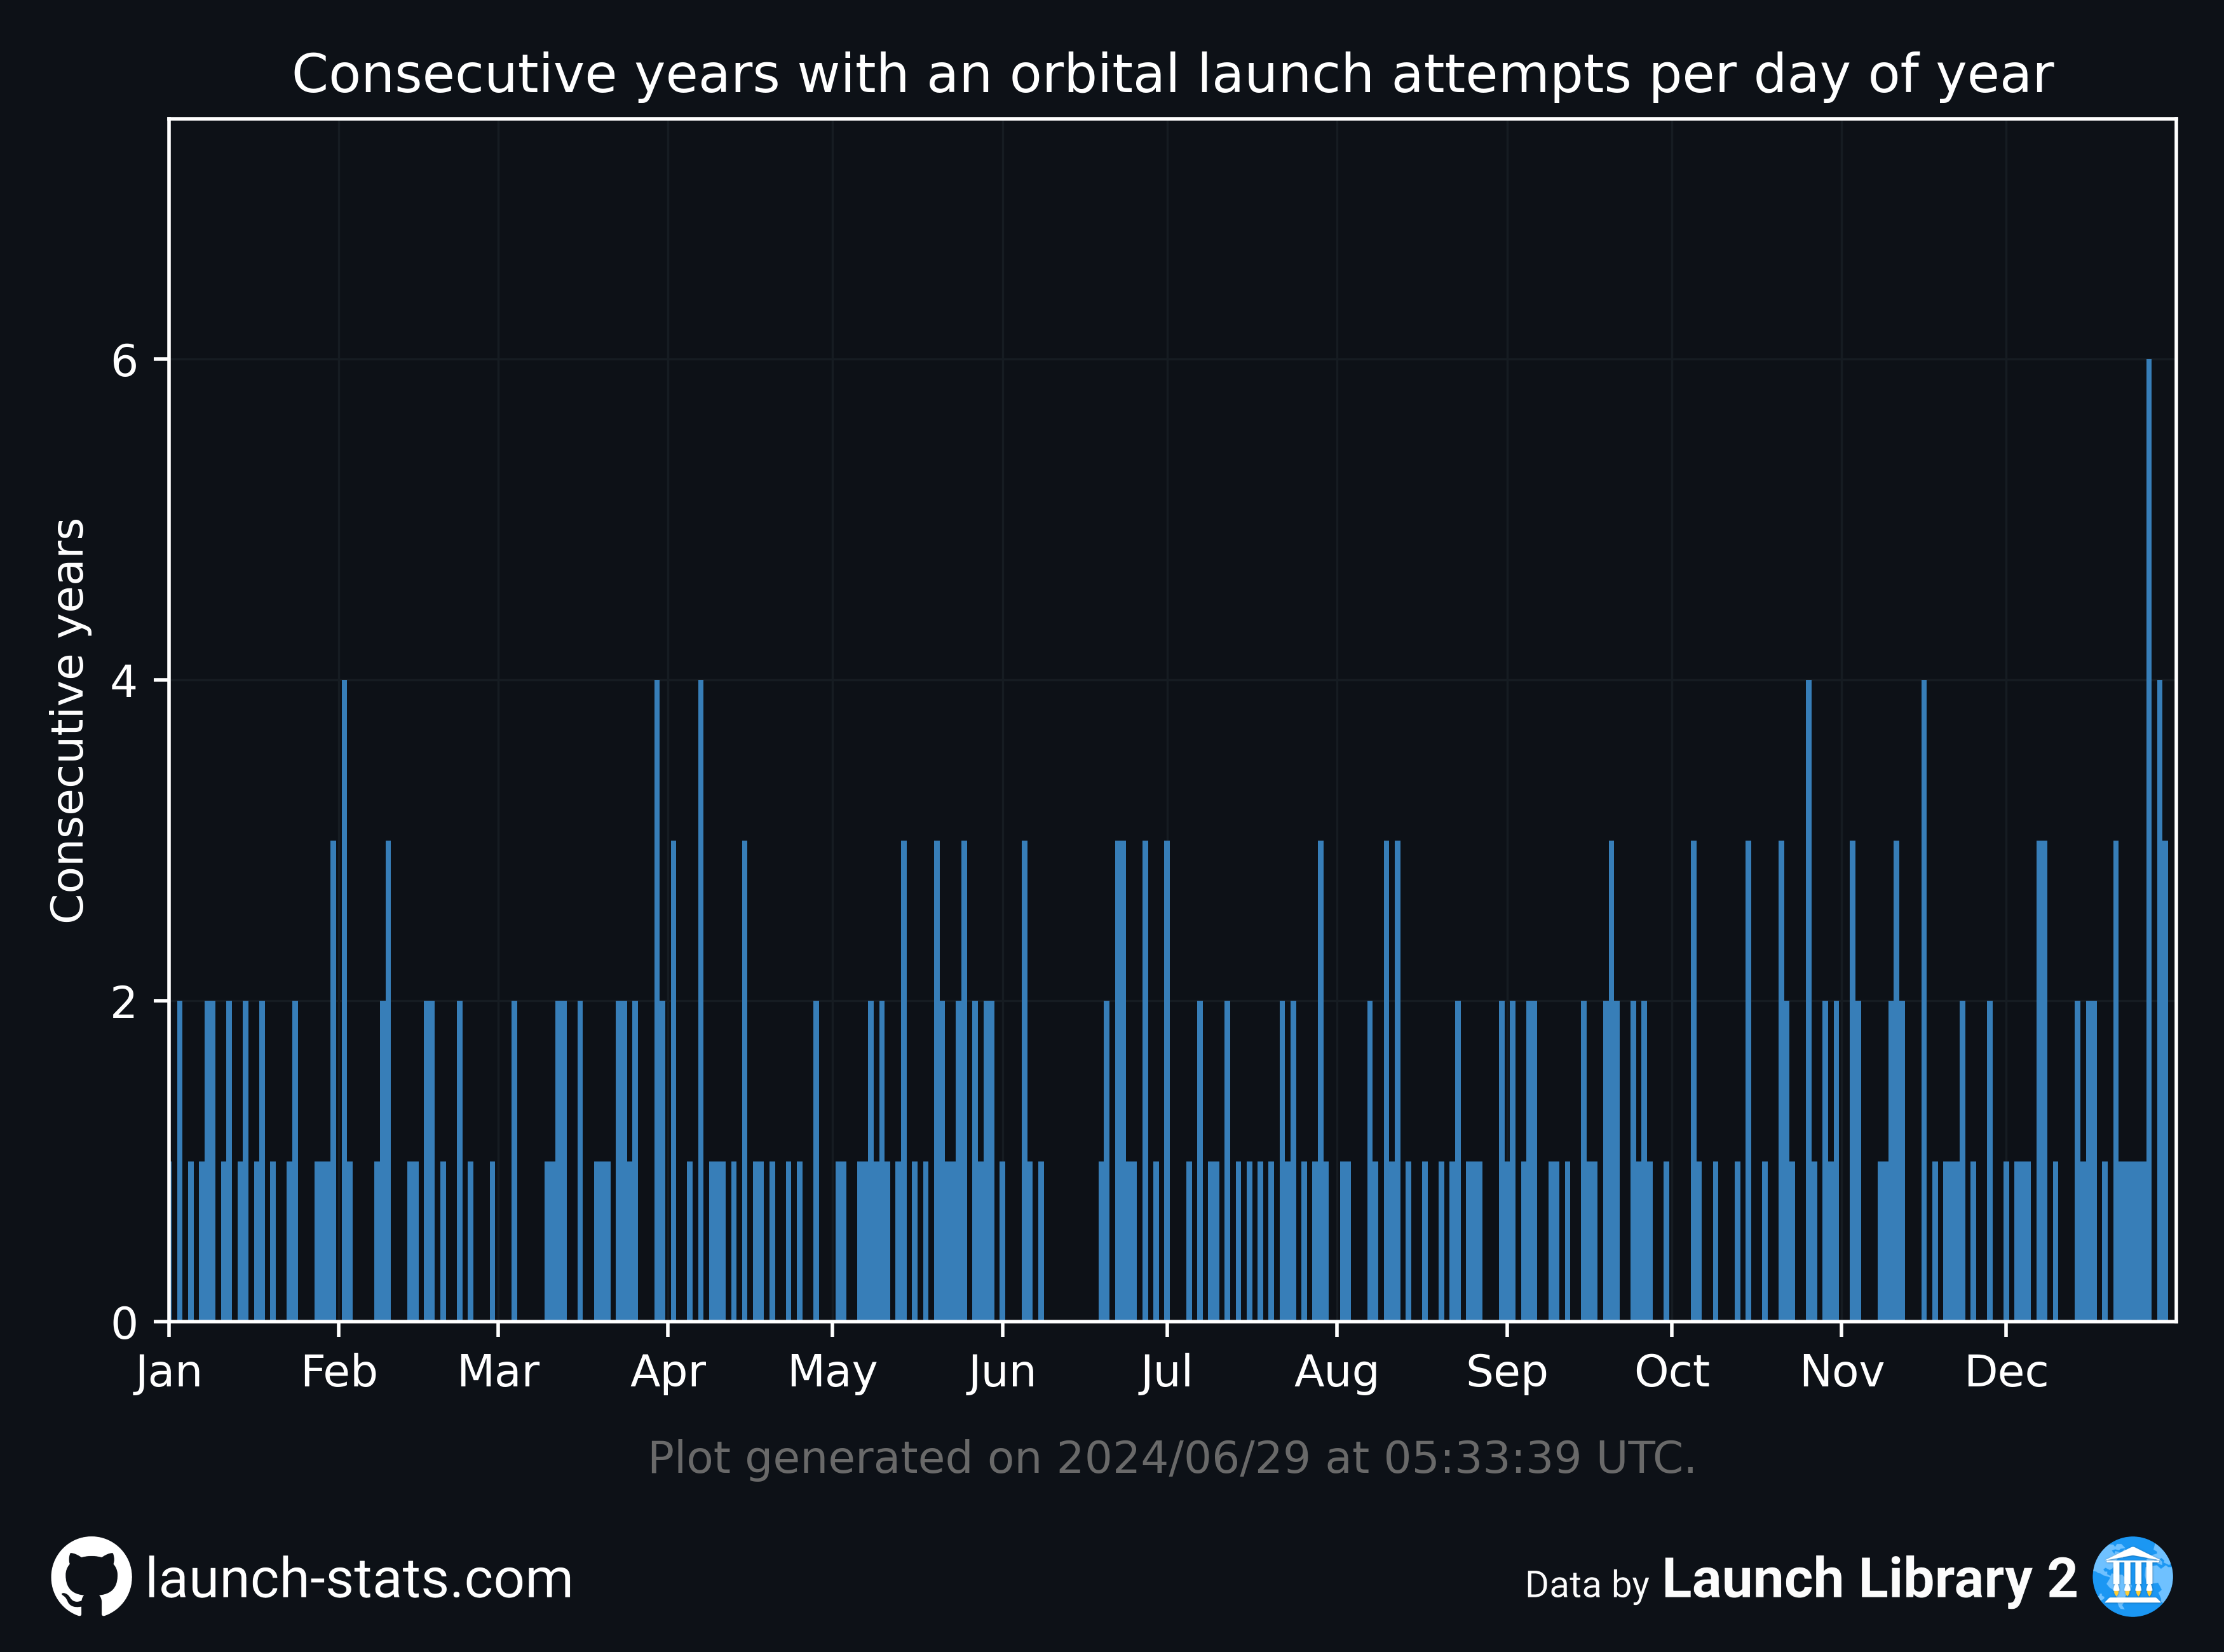 Consecutive years with an orbital launch attempts per day of year
Consecutive years
6
4
2
0
Jan Feb Mar Apr May Jun Jul Aug Sep Oct Nov Dec
Plot generated on 2024/06/29 at 05:33:39 UTC.
launch-stats.com
Data by Launch Library 2